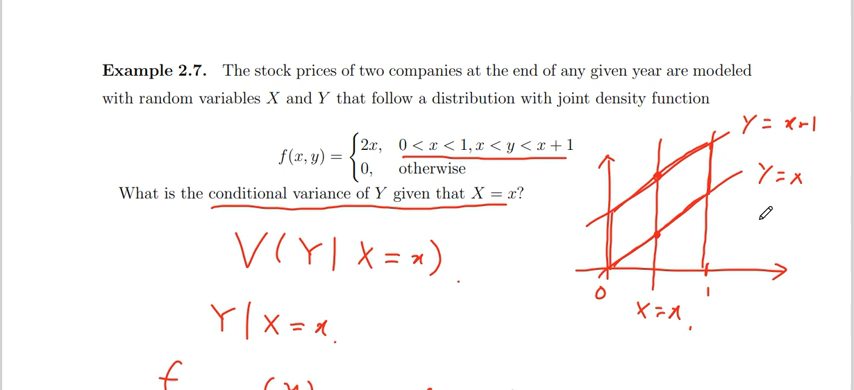 Example 2.7. The stock prices of two companies at the end of any given year are modeled
with random variables X and Y that follow a distribution with joint density function
f(x, y) = { 2x, 0 < x < 1, x < y < x + 1
0, otherwise
What is the conditional variance of Y given that X = x?
y = x+1
y = x
V(Y | X = x).
0
1
X = x.
Y | X = x.
f (y)